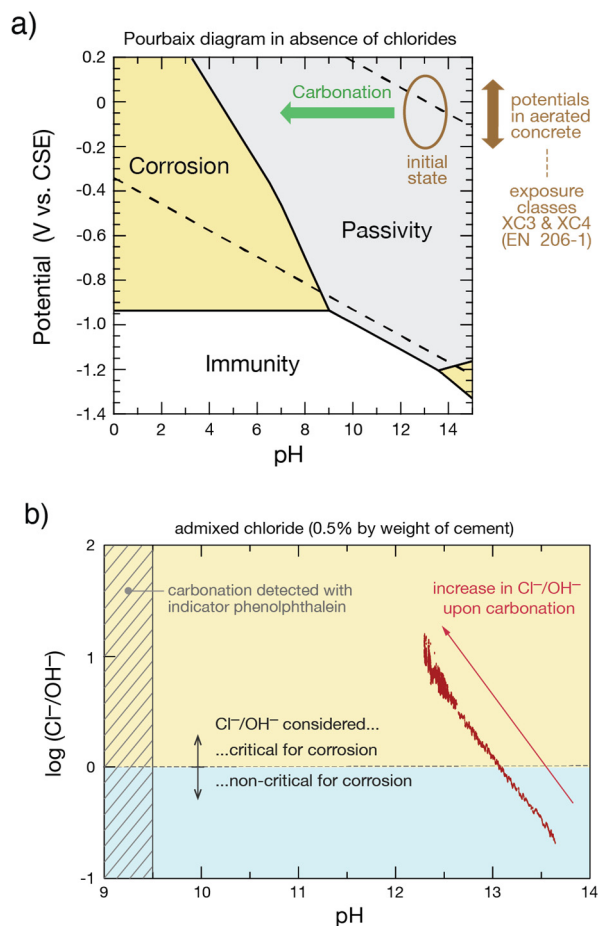 a)
Pourbaix diagram in absence of chlorides
0.2
0
-0.2
-0.4
-0.6
-0.8
-1.0
-1.2
-1.4
Potential (V vs. CSE)
Carbonation
initial
state
Corrosion
Passivity
Immunity
potentials
in aerated
concrete
exposure
classes
XC3 & XC4
(EN 206-1)
0 2 4 6 8 10 12 14
pH
b)
admixed chloride (0.5% by weight of cement)
2
1
0
-1
log (Cl⁻/OH⁻)
carbonation detected with
indicator phenolphthalein
increase in Cl⁻/OH⁻
upon carbonation
Cl⁻/OH⁻ considered...
...critical for corrosion
...non-critical for corrosion
9 10 11 12 13 14
pH